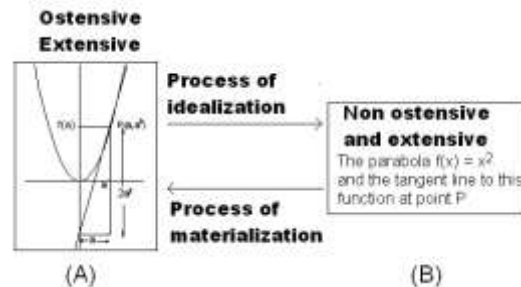 Ostensive
Extensive
Process of
idealization
f(x)
Non ostensive
and extensive
The parabola f(x) = x²
and the tangent line to this
function at point P
Process of
materialization
(A)
(B)